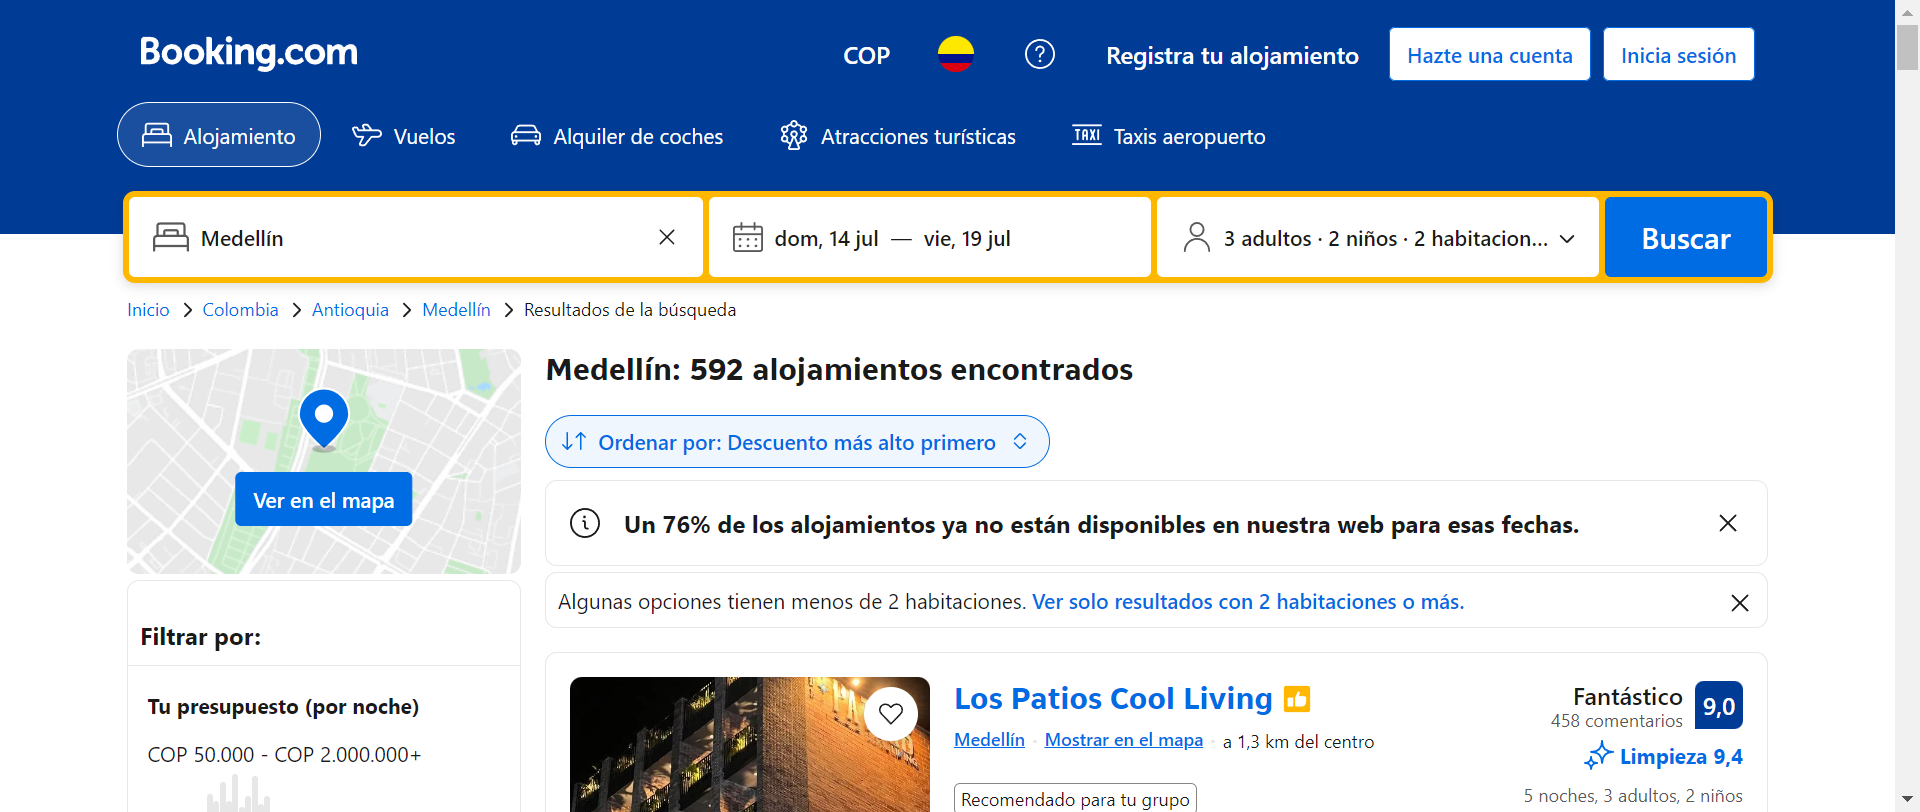 Booking.com
COP
Registra tu alojamiento
Hazte una cuenta
Inicia sesión
Alojamiento
Vuelos
Alquiler de coches
Atracciones turísticas
TAXI
Taxis aeropuerto
Medellín
dom, 14 jul — vie, 19 jul
3 adultos · 2 niños · 2 habitacion...
Buscar
Inicio > Colombia > Antioquia > Medellín > Resultados de la búsqueda
Ver en el mapa
Filtrar por:
Tu presupuesto (por noche)
COP 50.000 - COP 2.000.000+
Medellín: 592 alojamientos encontrados
Ordenar por: Descuento más alto primero
Un 76% de los alojamientos ya no están disponibles en nuestra web para esas fechas.
Algunas opciones tienen menos de 2 habitaciones. Ver solo resultados con 2 habitaciones o más.
Los Patios Cool Living
Medellín · Mostrar en el mapa · a 1,3 km del centro
Recomendado para tu grupo
Fantástico
458 comentarios
9,0
Limpieza 9,4
5 noches, 3 adultos, 2 niños